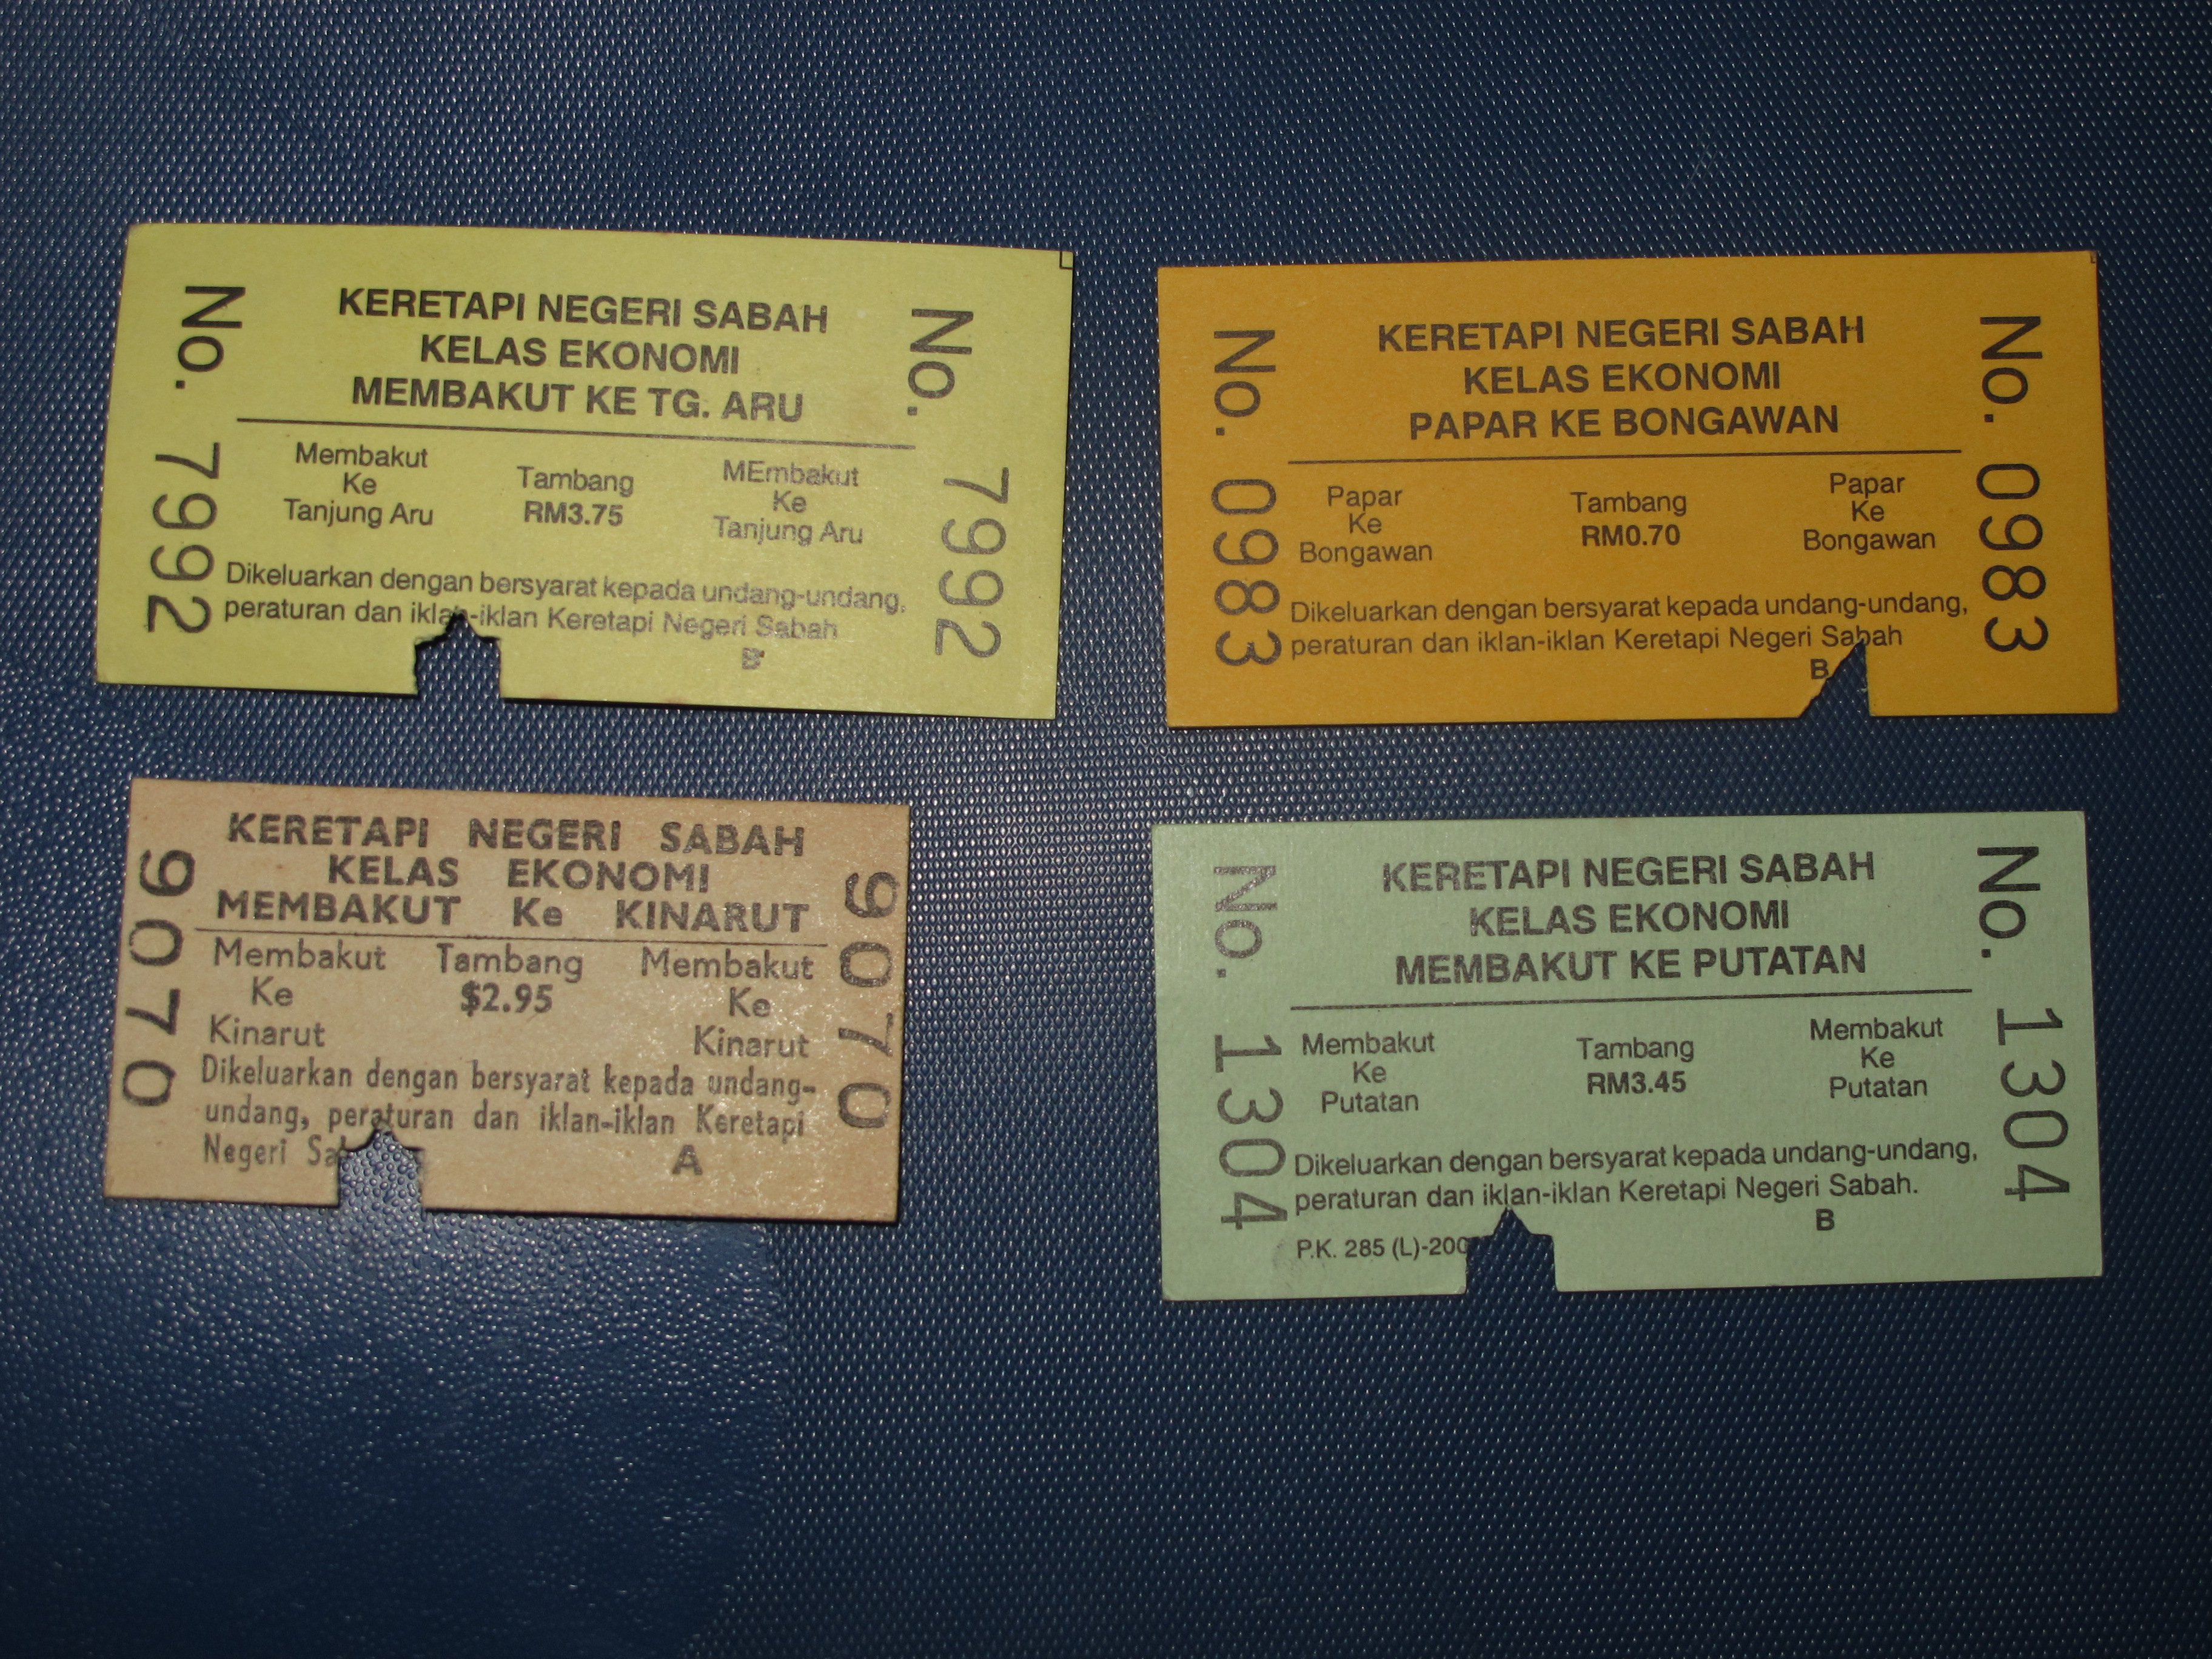 No. 7992
KERETAPI NEGERI SABAH
KELAS EKONOMI
MEMBAKUT KE TG. ARU
Membakut
Ke
Tanjung Aru
Tambang
RM3.75
MEmbakut
Ke
Tanjung Aru
Dikeluarkan dengan bersyarat kepada undang-undang,
peraturan dan iklan-iklan Keretapi Negeri Sabah
B
No. 7992
No. 0983
KERETAPI NEGERI SABAH
KELAS EKONOMI
PAPAR KE BONGAWAN
Papar
Ke
Bongawan
Tambang
RM0.70
Papar
Ke
Bongawan
Dikeluarkan dengan bersyarat kepada undang-undang,
peraturan dan iklan-iklan Keretapi Negeri Sabah
B
No. 0983
9070
KERETAPI NEGERI SABAH
KELAS EKONOMI
MEMBAKUT Ke KINARUT
Membakut
Ke
Kinarut
Tambang
$2.95
Membakut
Ke
Kinarut
Dikeluarkan dengan bersyarat kepada undang-
undang, peraturan dan iklan-iklan Keretapi
Negeri
A
9070
No. 1304
KERETAPI NEGERI SABAH
KELAS EKONOMI
MEMBAKUT KE PUTATAN
Membakut
Ke
Putatan
Tambang
RM3.45
Membakut
Ke
Putatan
Dikeluarkan dengan bersyarat kepada undang-undang,
peraturan dan iklan-iklan Keretapi Negeri Sabah.
B
P.K. 285
No. 1304